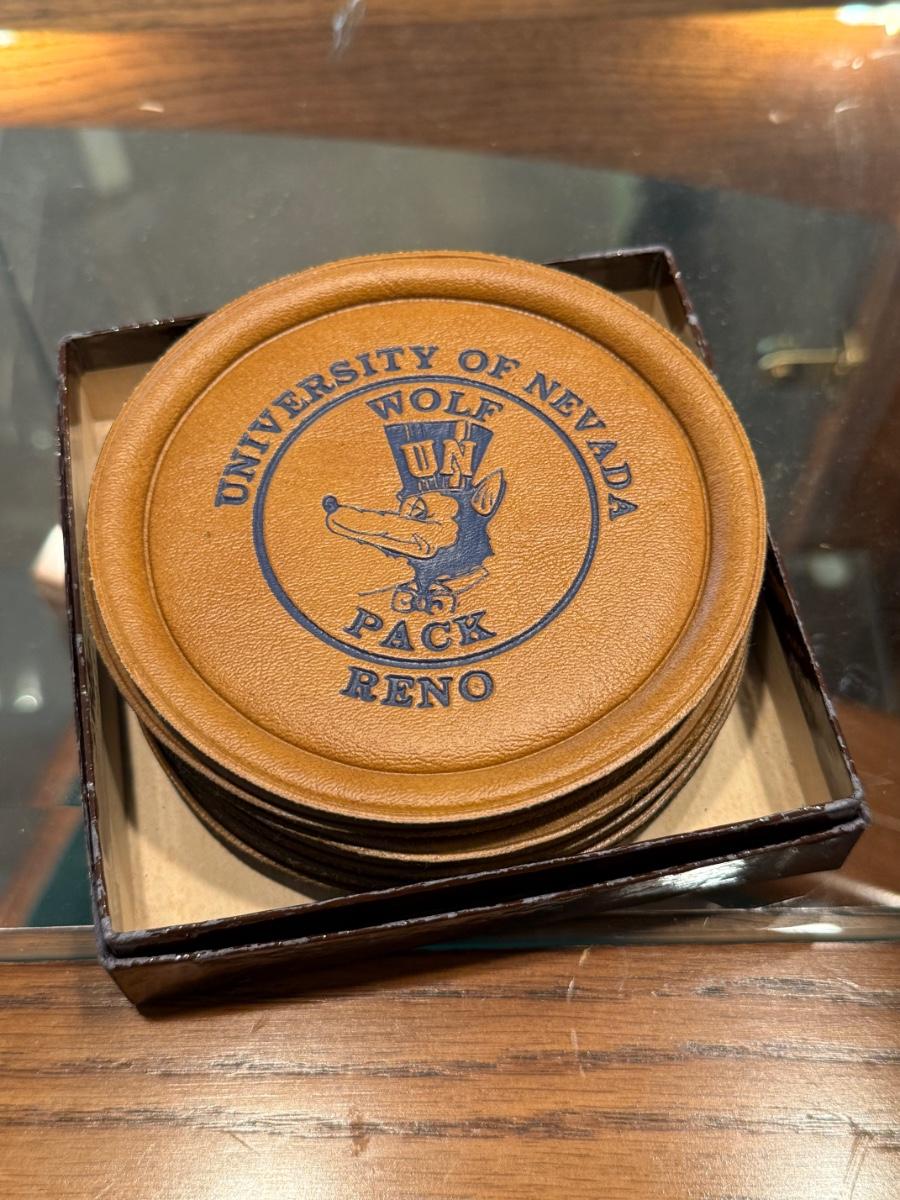 UNIVERSITY OF NEVADA
WOLF
UN
PACK
RENO